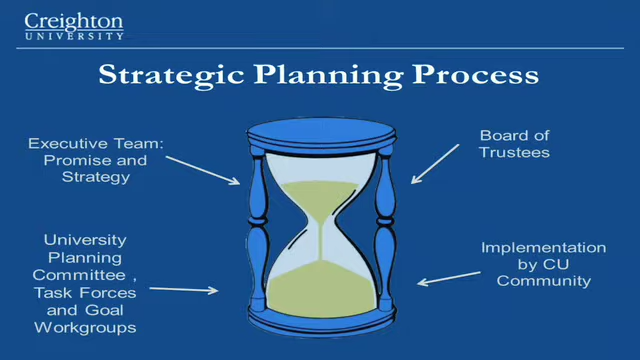 Creighton
UNIVERSITY
Strategic Planning Process
Executive Team:
Promise and
Strategy
Board of
Trustees
University
Planning
Committee ,
Task Forces
and Goal
Workgroups
Implementation
by CU
Community